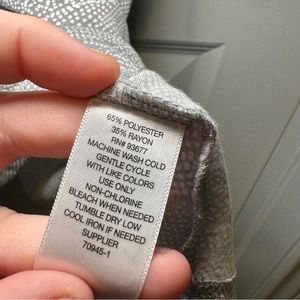 65% POLYESTER
35% RAYON
RN# 93677
MACHINE WASH COLD
GENTLE CYCLE
WITH LIKE COLORS
USE ONLY
NON-CHLORINE
BLEACH WHEN NEEDED
TUMBLE DRY LOW
COOL IRON IF NEEDED
SUPPLIER
70945-1